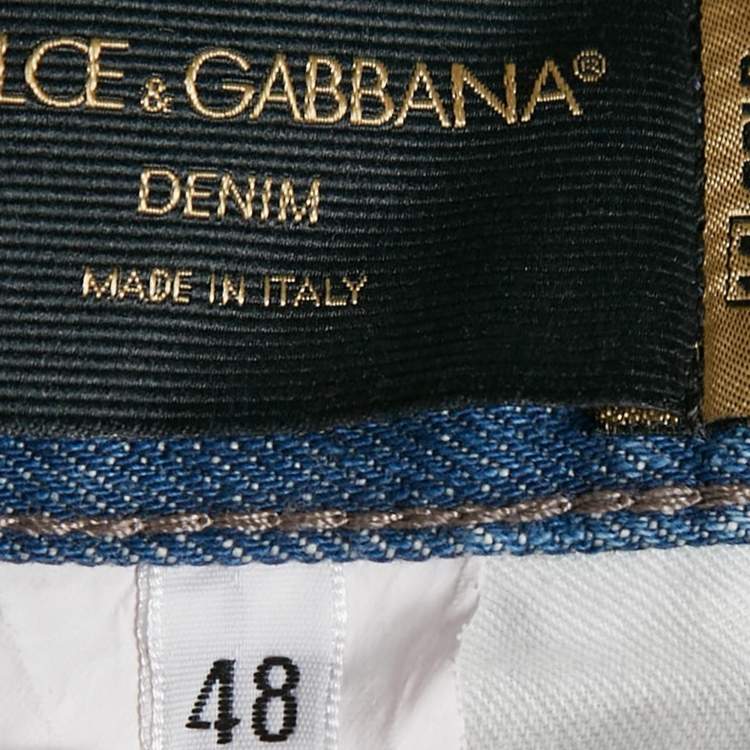 LCE & GABBANA®
DENIM
MADE IN ITALY
48